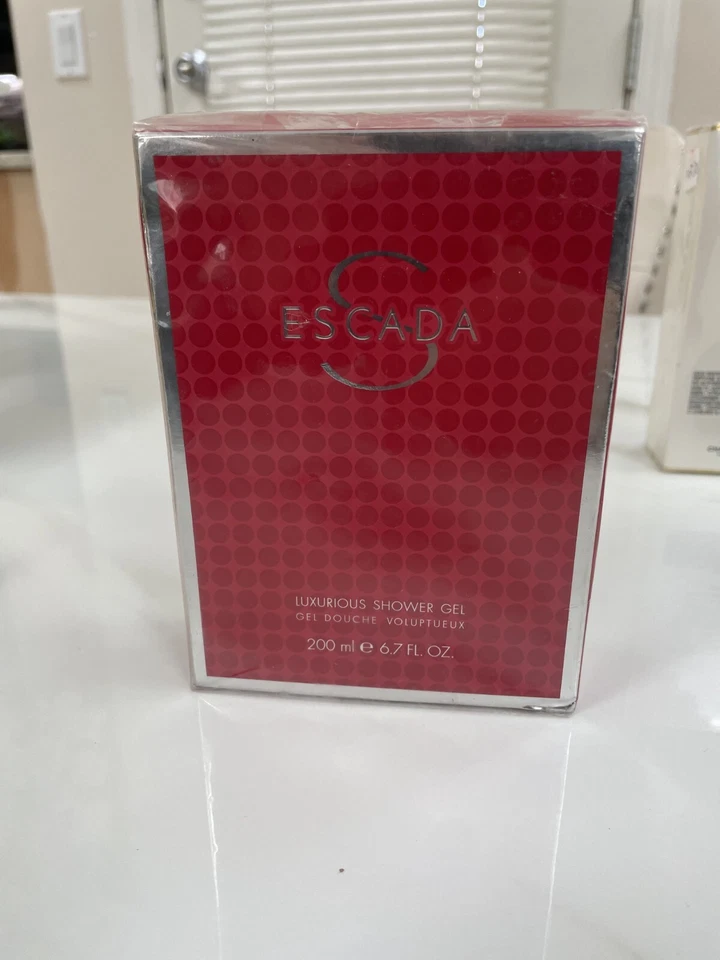 S
ESCADA
LUXURIOUS SHOWER GEL
GEL DOUCHE VOLUPTUEUX
200 ml e 6.7 FL. OZ.